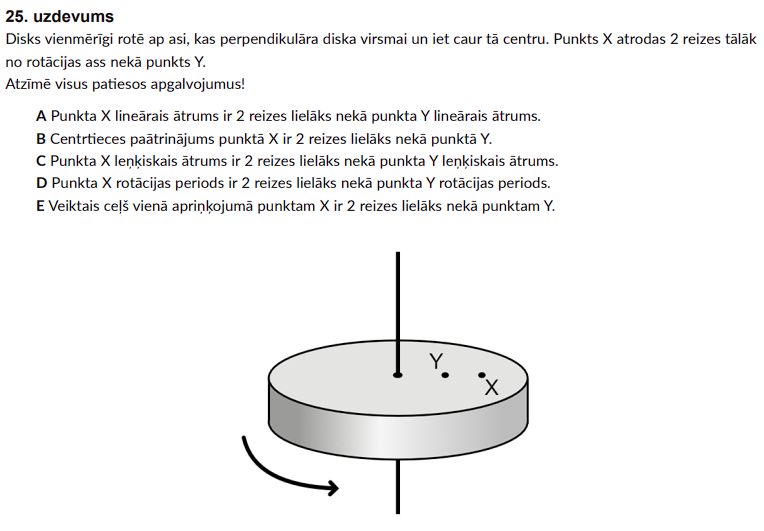 25. uzdevums
Disks vienmērīgi rotē ap asi, kas perpendikulāra diska virsmai un iet caur tā centru. Punkts X atrodas 2 reizes tālāk
no rotācijas ass nekā punkts Y.
Atzīmē visus patiesos apgalvojumus!
A Punkta X lineārais ātrums ir 2 reizes lielāks nekā punkta Y lineārais ātrums.
B Centrtieces paātrinājums punktā X ir 2 reizes lielāks nekā punktā Y.
C Punkta X leņķiskais ātrums ir 2 reizes lielāks nekā punkta Y leņķiskais ātrums.
D Punkta X rotācijas periods ir 2 reizes lielāks nekā punkta Y rotācijas periods.
E Veiktais ceļš vienā apriņķojumā punktam X ir 2 reizes lielāks nekā punktam Y.
Y
X